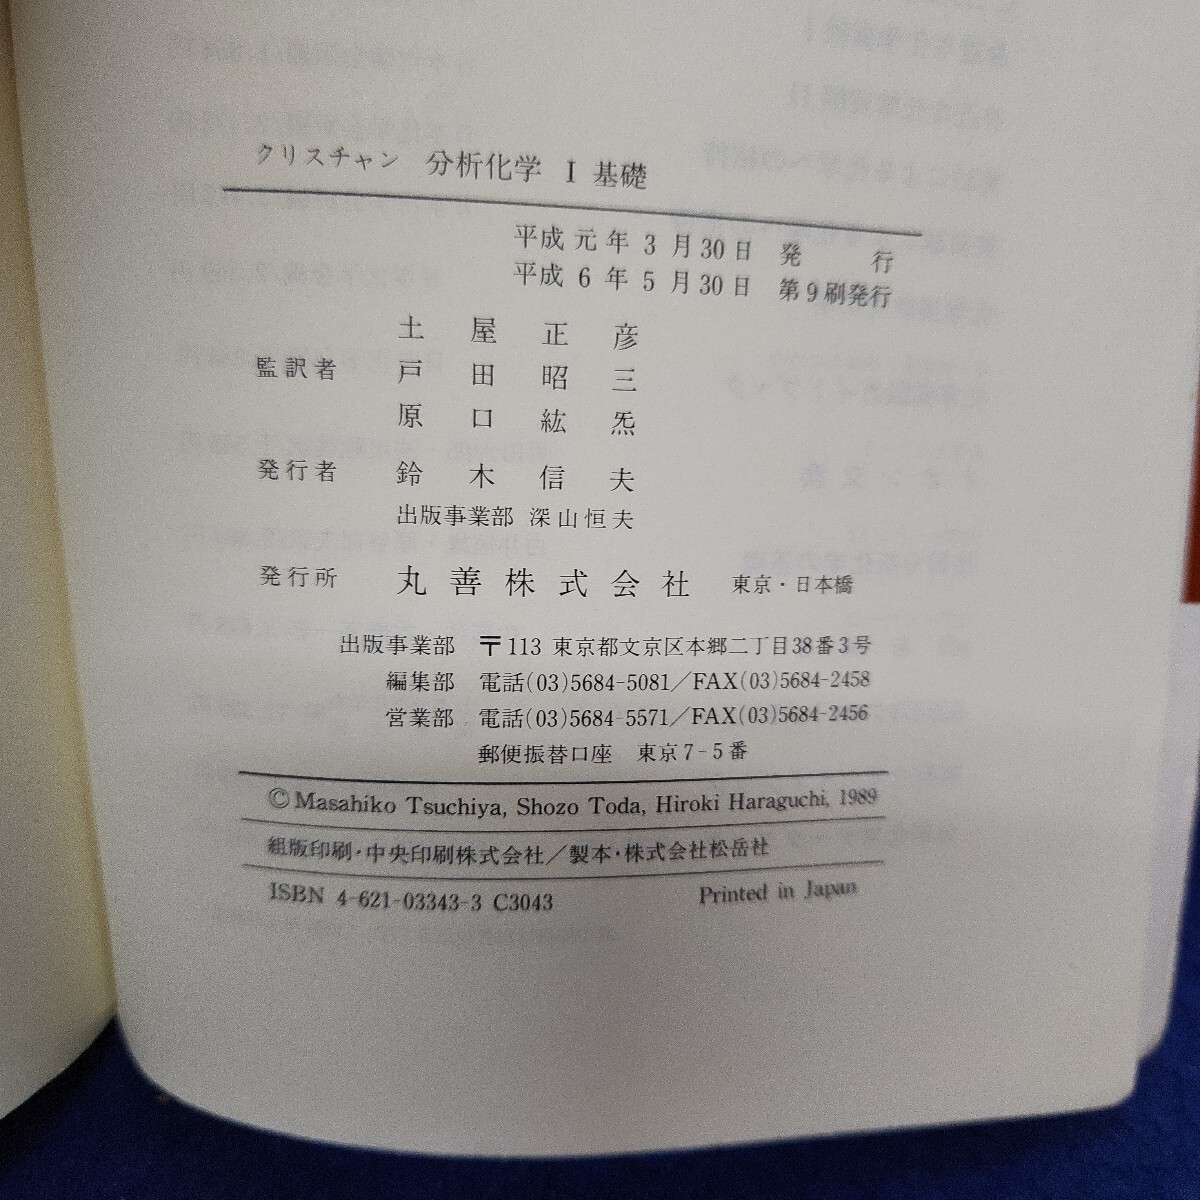 クリスチャン 分析化学 I 基礎
平成元年3月30日 発行
平成6年5月30日 第9刷発行
土屋正彦
監訳者 戸田昭三
原口紘炁
発行者 鈴木信夫
出版事業部 深山恒夫
発行所 丸善株式会社 東京・日本橋
出版事業部 〒113 東京都文京区本郷二丁目38番3号
編集部 電話(03)5684-5081/FAX(03)5684-2458
営業部 電話(03)5684-5571/FAX(03)5684-2456
郵便振替口座 東京7-5番
©Masahiko Tsuchiya, Shozo Toda, Hiroki Haraguchi, 1989
組版印刷・中央印刷株式会社/製本・株式会社松岳社
ISBN 4-621-03343-3 C3043 Printed in Japan